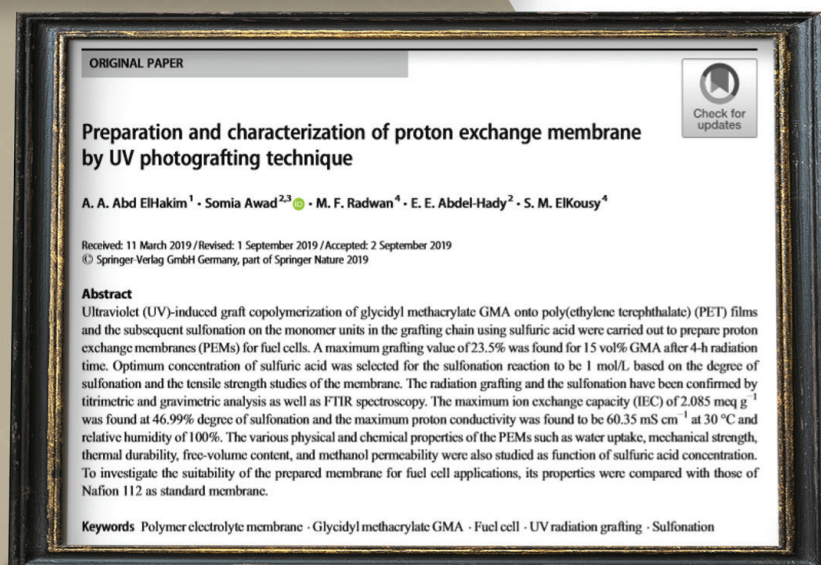 ORIGINAL PAPER
Check for
updates
Preparation and characterization of proton exchange membrane
by UV photografting technique
A. A. Abd ElHakim¹ · Somia Awad²,³ iD · M. F. Radwan⁴ · E. E. Abdel-Hady² · S. M. ElKousy⁴
Received: 11 March 2019 / Revised: 1 September 2019 / Accepted: 2 September 2019
© Springer-Verlag GmbH Germany, part of Springer Nature 2019
Abstract
Ultraviolet (UV)-induced graft copolymerization of glycidyl methacrylate GMA onto poly(ethylene terephthalate) (PET) films
and the subsequent sulfonation on the monomer units in the grafting chain using sulfuric acid were carried out to prepare proton
exchange membranes (PEMs) for fuel cells. A maximum grafting value of 23.5% was found for 15 vol% GMA after 4-h radiation
time. Optimum concentration of sulfuric acid was selected for the sulfonation reaction to be 1 mol/L based on the degree of
sulfonation and the tensile strength studies of the membrane. The radiation grafting and the sulfonation have been confirmed by
titrimetric and gravimetric analysis as well as FTIR spectroscopy. The maximum ion exchange capacity (IEC) of 2.085 meq g⁻¹
was found at 46.99% degree of sulfonation and the maximum proton conductivity was found to be 60.35 mS cm⁻¹ at 30 °C and
relative humidity of 100%. The various physical and chemical properties of the PEMs such as water uptake, mechanical strength,
thermal durability, free-volume content, and methanol permeability were also studied as function of sulfuric acid concentration.
To investigate the suitability of the prepared membrane for fuel cell applications, its properties were compared with those of
Nafion 112 as standard membrane.
Keywords Polymer electrolyte membrane · Glycidyl methacrylate GMA · Fuel cell · UV radiation grafting · Sulfonation